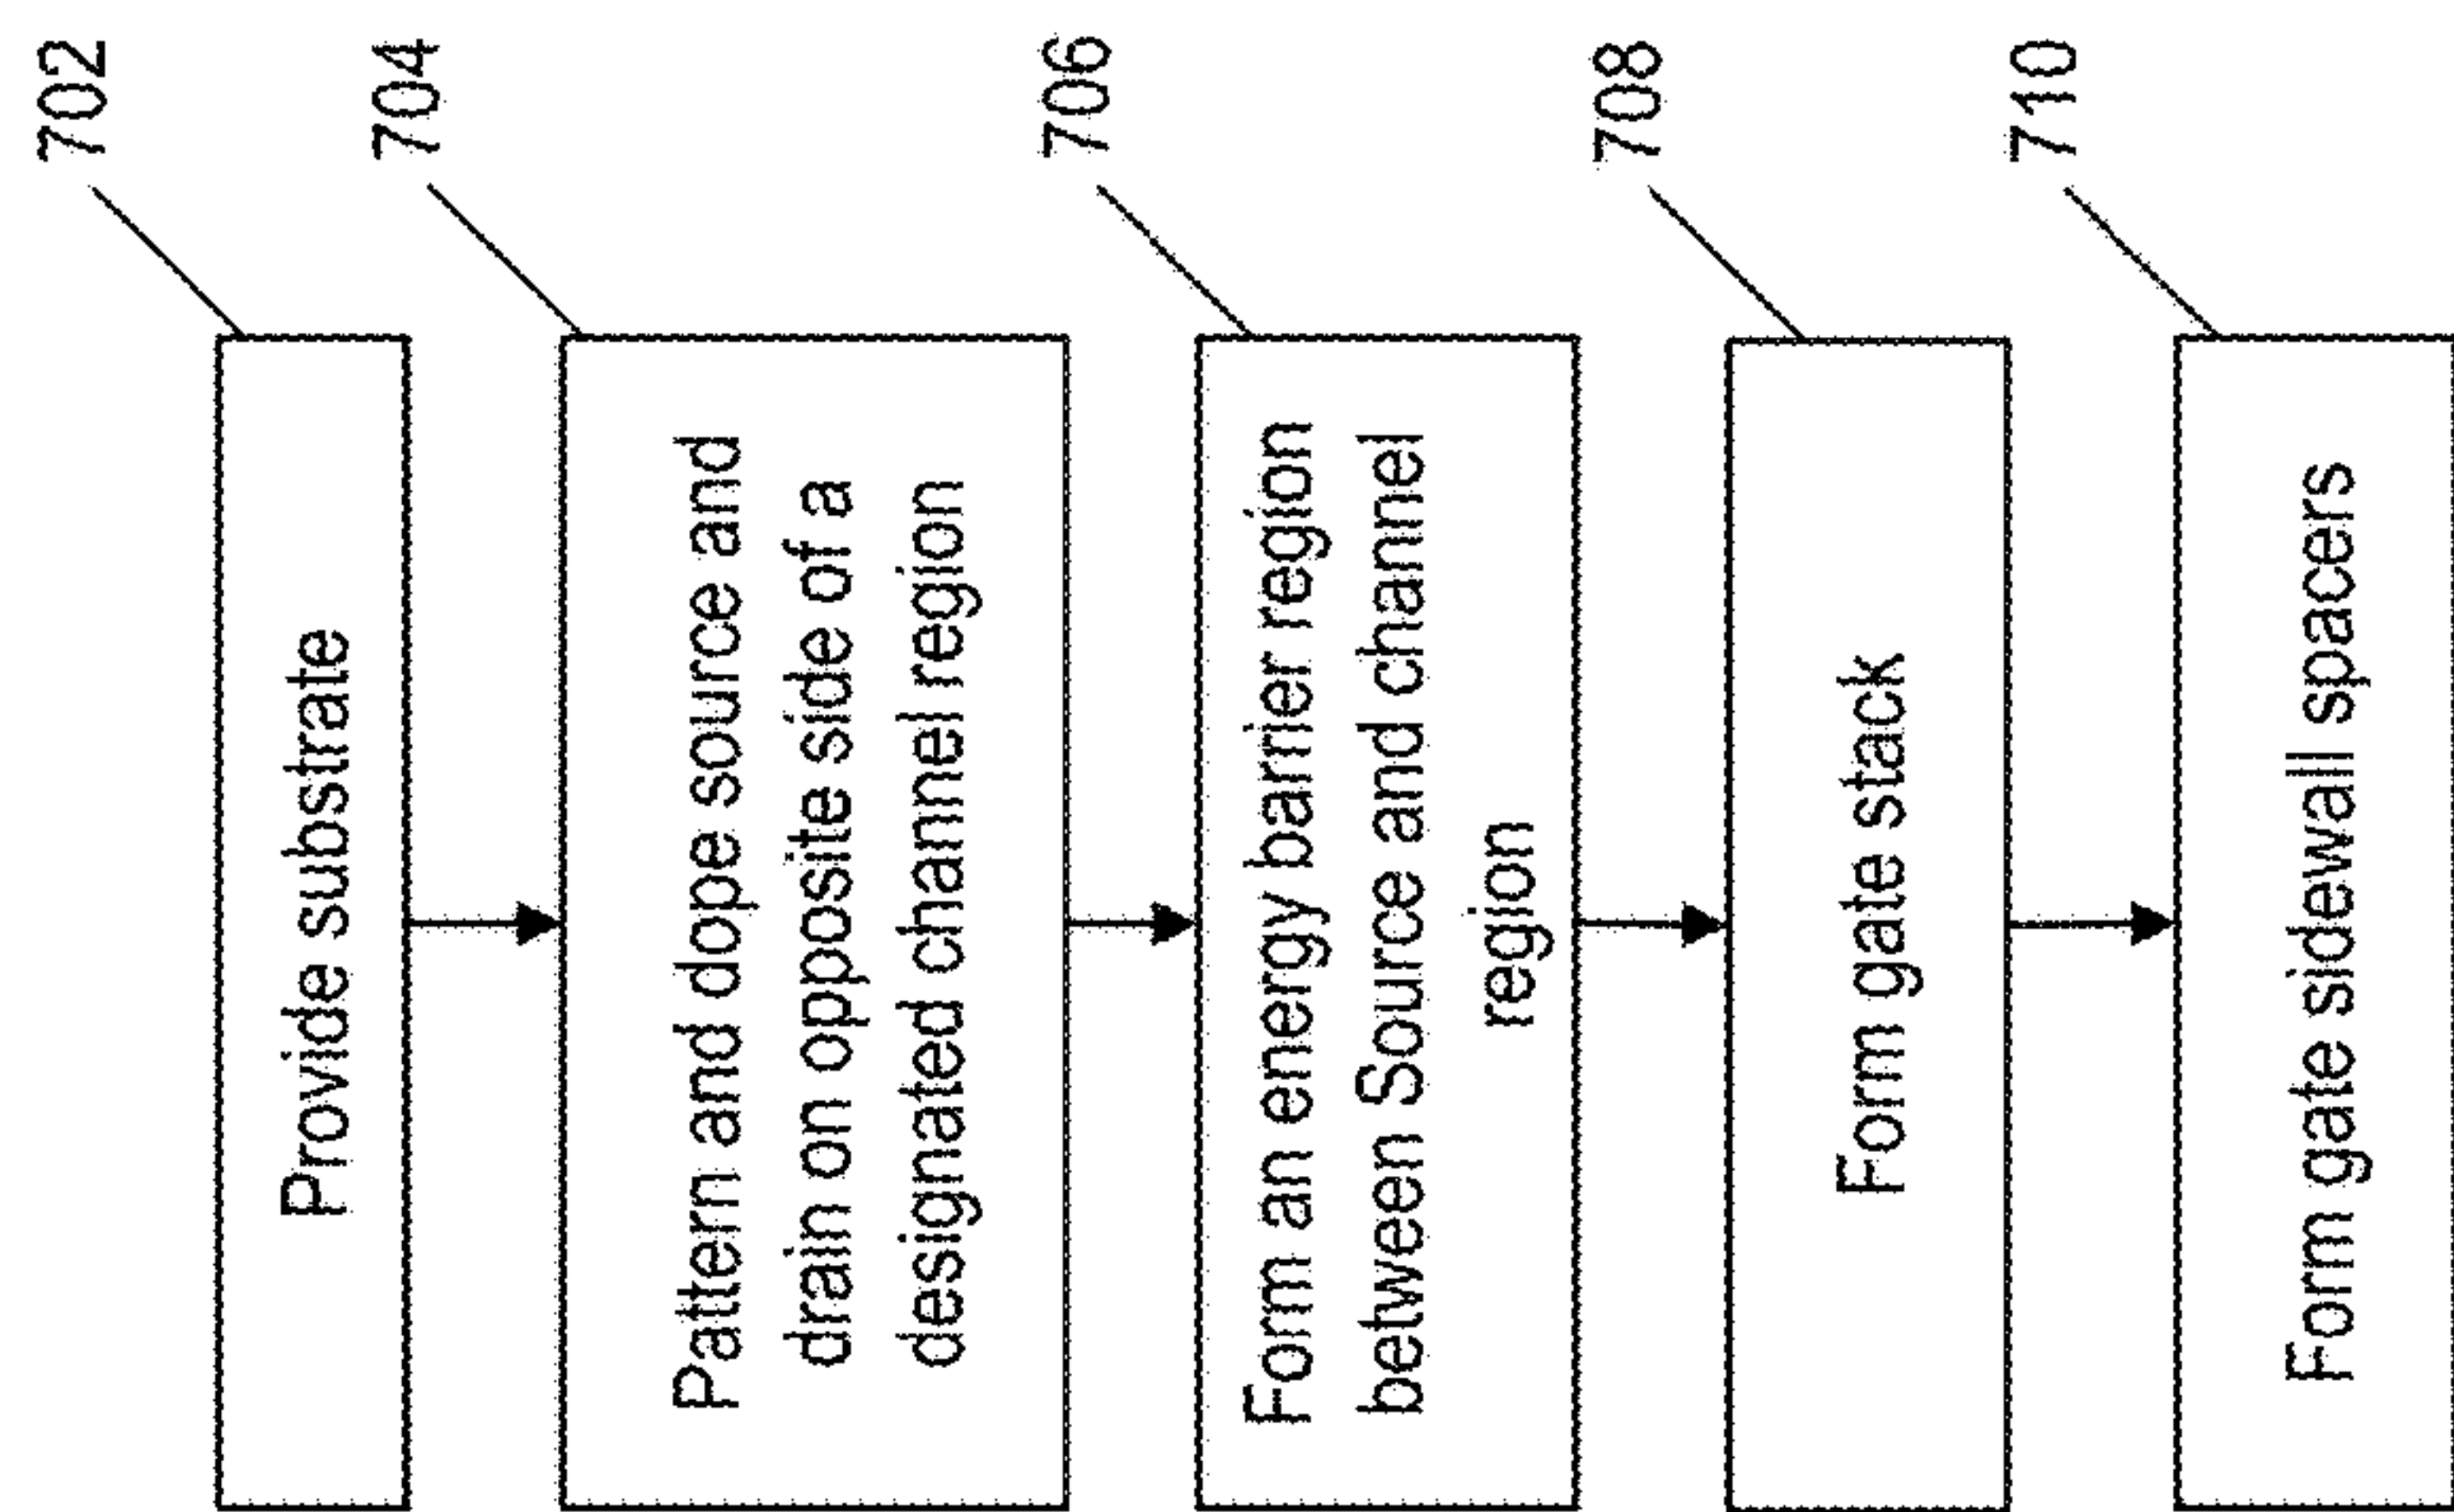 702
Provide substrate
704
Pattern and dope source and
drain on opposite side of a
designated channel region
706
Form an energy barrier region
between Source and channel
region
708
Form gate stack
710
Form gate sidewall spacers